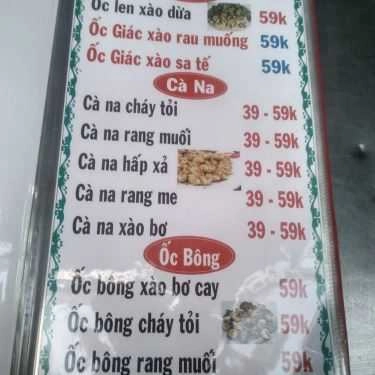 Ốc len xào dừa 59k
Ốc Giác xào rau muống 59k
Ốc Giác xào sa tế 59k
Cà Na
Cà na cháy tỏi 39 - 59k
Cà na rang muối 39 - 59k
Cà na hấp xả 39 - 59k
Cà na rang me 39 - 59k
Cà na xào bơ 39 - 59k
Ốc Bông
Ốc bông xào bơ cay 59k
Ốc bông cháy tỏi 59k
Ốc bông rang muối 59k